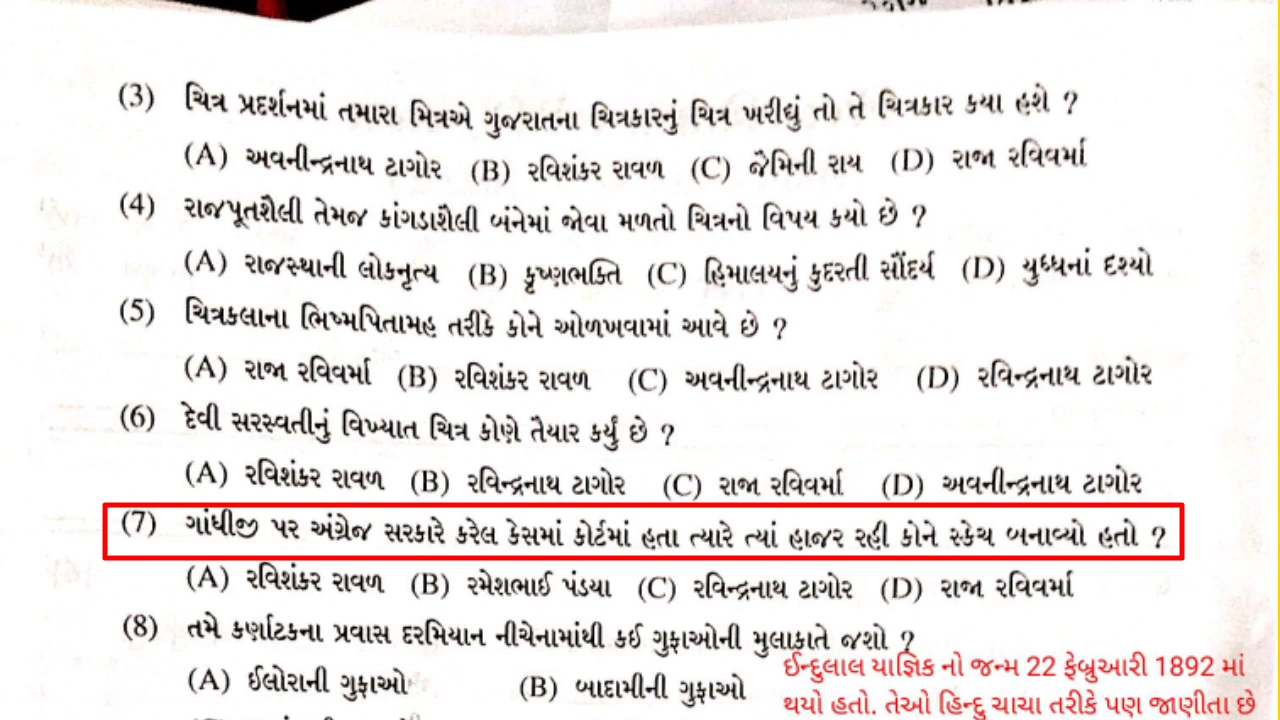 (3) ચિત્ર પ્રદર્શનમાં તમારા મિત્રએ ગુજરાતના ચિત્રકારનું ચિત્ર ખરીદ્યું તો તે ચિત્રકાર કયા હશે ?
(A) અવનીન્દ્રનાથ ટાગોર (B) રવિશંકર રાવળ (C) જૈમિની રાય (D) રાજા રવિવર્મા
(4) રાજપૂતશૈલી તેમજ કાંગડાશૈલી બંનેમાં જોવા મળતો ચિત્રનો વિષય કયો છે ?
(A) રાજસ્થાની લોકનૃત્ય (B) કૃષ્ણભક્તિ (C) હિમાલયનું કુદરતી સૌંદર્ય (D) યુધ્ધનાં દશ્યો
(5) ચિત્રકલાના ભિષ્મપિતામહ તરીકે કોને ઓળખવામાં આવે છે ?
(A) રાજા રવિવર્મા (B) રવિશંકર રાવળ (C) અવનીન્દ્રનાથ ટાગોર (D) રવિન્દ્રનાથ ટાગોર
(6) દેવી સરસ્વતીનું વિખ્યાત ચિત્ર કોણે તૈયાર કર્યું છે ?
(A) રવિશંકર રાવળ (B) રવિન્દ્રનાથ ટાગોર (C) રાજા રવિવર્મા (D) અવનીન્દ્રનાથ ટાગોર
(7) ગાંધીજી પર અંગ્રેજ સરકારે કરેલ કેસમાં કોર્ટમાં હતા ત્યારે ત્યાં હાજર રહી કોને સ્કેચ બનાવ્યો હતો ?
(A) રવિશંકર રાવળ (B) રમેશભાઈ પંડયા (C) રવિન્દ્રનાથ ટાગોર (D) રાજા રવિવર્મા
(8) તમે કર્ણાટકના પ્રવાસ દરમિયાન નીચેનામાંથી કઈ ગુફાઓની મુલાકાતે જશો ?
(A) ઈલોરાની ગુફાઓ (B) બાદામીની ગુફાઓ
ઈન્દુલાલ યાજ્ઞિક નો જન્મ 22 ફેબ્રુઆરી 1892 માં
થયો હતો. તેઓ હિન્દુ ચાચા તરીકે પણ જાણીતા છે